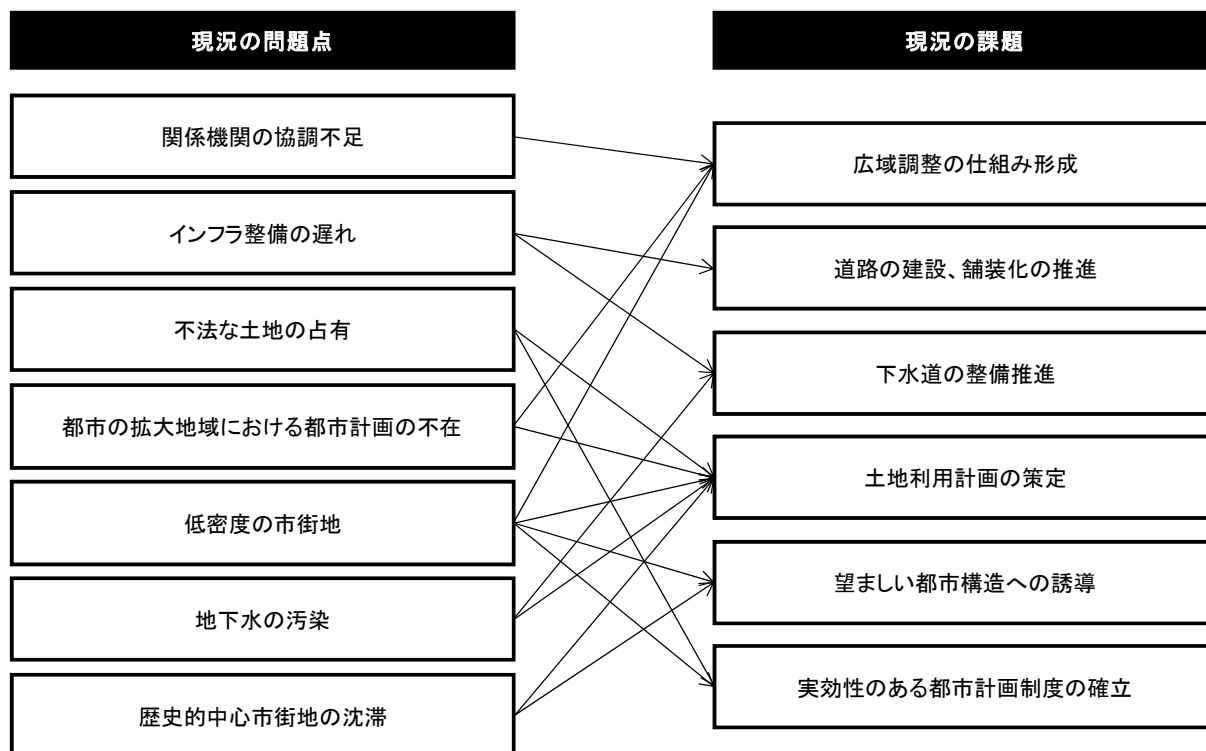 現況の問題点
関係機関の協調不足
インフラ整備の遅れ
不法な土地の占有
都市の拡大地域における都市計画の不在
低密度の市街地
地下水の汚染
歴史的中心市街地の沈滞
現況の課題
広域調整の仕組み形成
道路の建設、舗装化の推進
下水道の整備推進
土地利用計画の策定
望ましい都市構造への誘導
実効性のある都市計画制度の確立